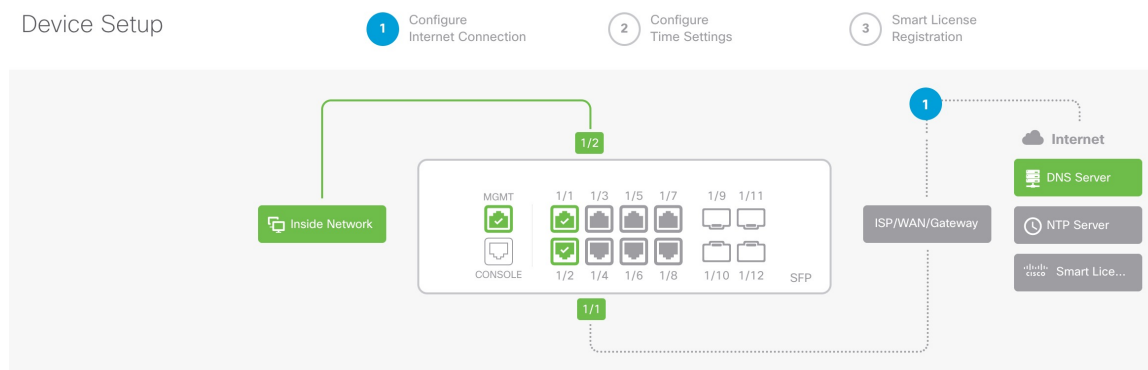 Device Setup
1
Configure
Internet Connection
2
Configure
Time Settings
3
Smart License
Registration
1
1/2
Internet
DNS Server
MGMT
1/1 1/3 1/5 1/7
1/9 1/11
Inside Network
ISP/WAN/Gateway
NTP Server
CONSOLE
1/2 1/4 1/6 1/8
1/10 1/12
SFP
CISCO
Smart Lice...
1/1